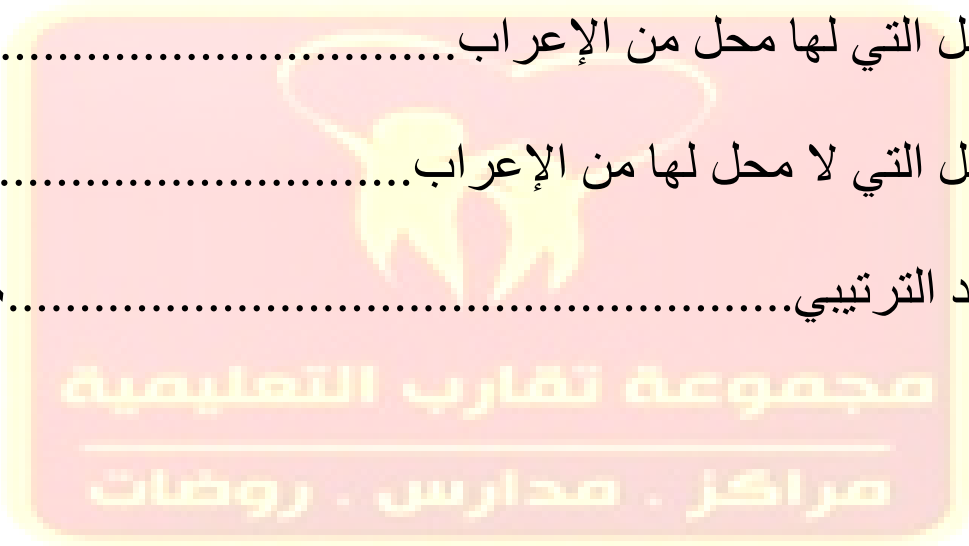 ل التي لها محل من الإعراب..............................
ل التي لا محل لها من الإعراب.............................
د الترتيبي.......................................................
مجموعة تقارب التعليمية
مراكز . مدارس . روضات